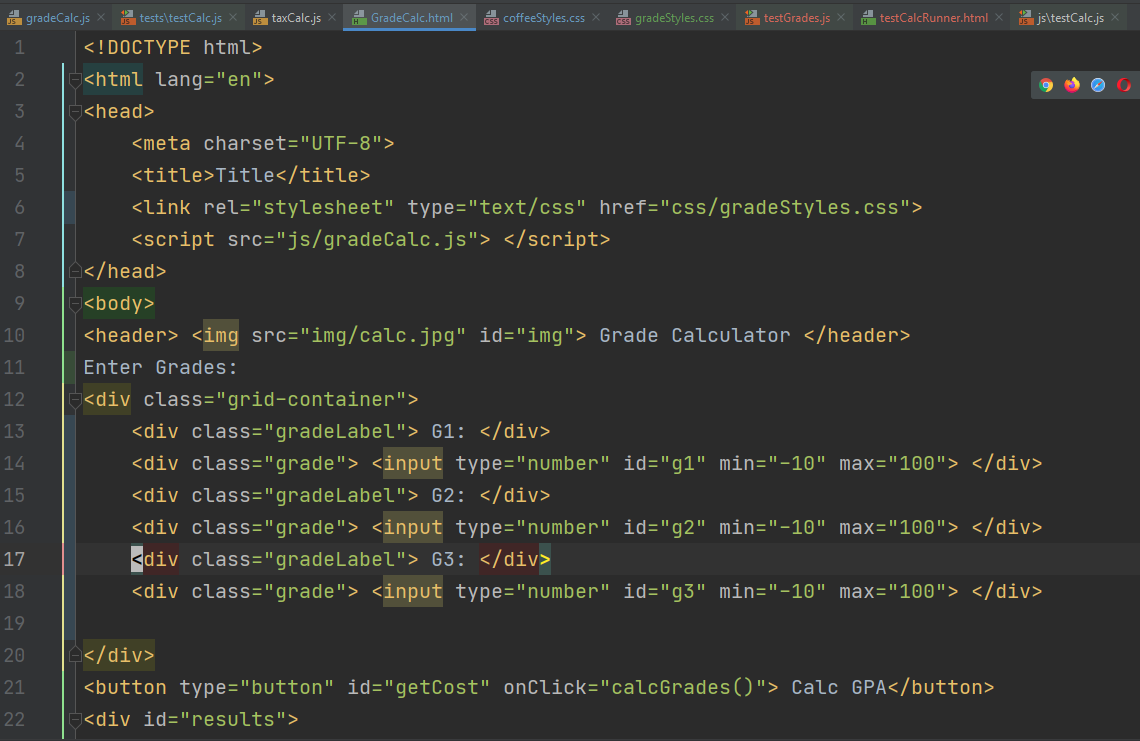 gradeCalc.js tests\testCalc.js taxCalc.js GradeCalc.html coffeeStyles.css gradeStyles.css testGrades.js testCalcRunner.html js\testCalc.js
1 <!DOCTYPE html>
2 <html lang="en">
3 <head>
4 <meta charset="UTF-8">
5 <title>Title</title>
6 <link rel="stylesheet" type="text/css" href="css/gradeStyles.css">
7 <script src="js/gradeCalc.js"> </script>
8 </head>
9 <body>
10 <header> <img src="img/calc.jpg" id="img"> Grade Calculator </header>
11 Enter Grades:
12 <div class="grid-container">
13 <div class="gradeLabel"> G1: </div>
14 <div class="grade"> <input type="number" id="g1" min="-10" max="100"> </div>
15 <div class="gradeLabel"> G2: </div>
16 <div class="grade"> <input type="number" id="g2" min="-10" max="100"> </div>
17 <div class="gradeLabel"> G3: </div>
18 <div class="grade"> <input type="number" id="g3" min="-10" max="100"> </div>
19
20 </div>
21 <button type="button" id="getCost" onClick="calcGrades()"> Calc GPA</button>
22 <div id="results">